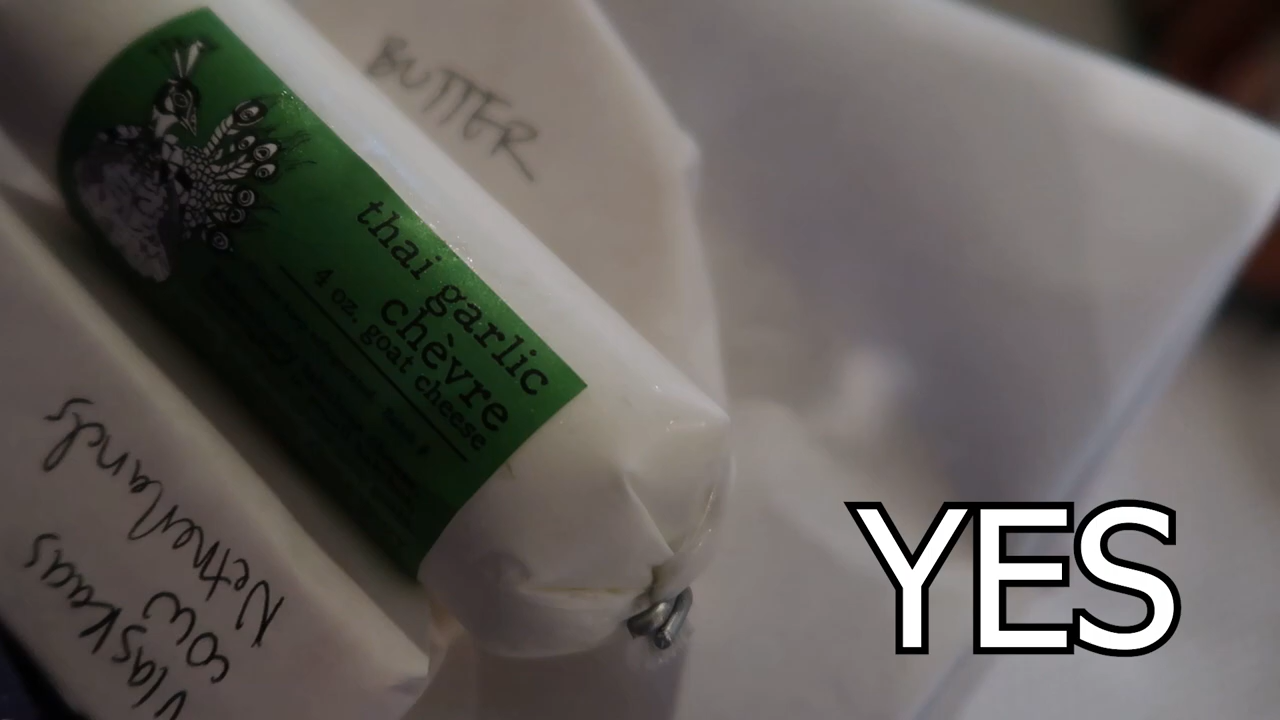 BUTTER
thai garlic
chèvre
4 oz. goat cheese
Vlaskaas
COW
Netherlands
YES